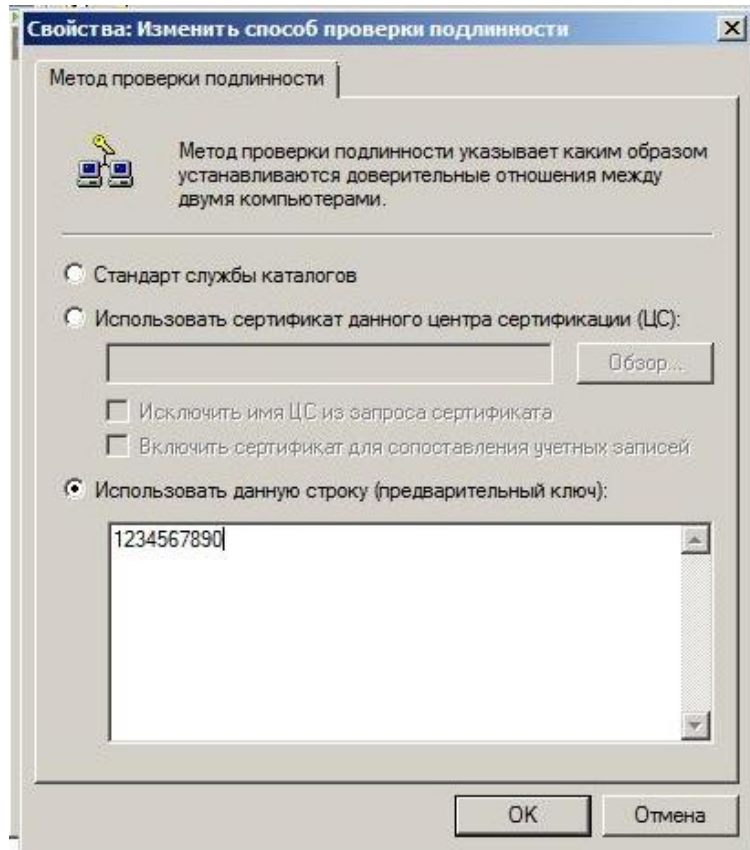 Свойства: Изменить способ проверки подлинности
Метод проверки подлинности
Метод проверки подлинности указывает каким образом
устанавливаются доверительные отношения между
двумя компьютерами.
Стандарт службы каталогов
Использовать сертификат данного центра сертификации (ЦС):
Обзор...
Исключить имя ЦС из запроса сертификата
Включить сертификат для сопоставления учетных записей
Использовать данную строку (предварительный ключ):
1234567890
OK
Отмена